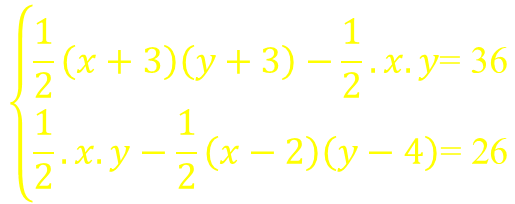 { 1/2 (x + 3)(y + 3) − 1/2 .x.y= 36
1/2 .x.y − 1/2 (x − 2)(y − 4)= 26